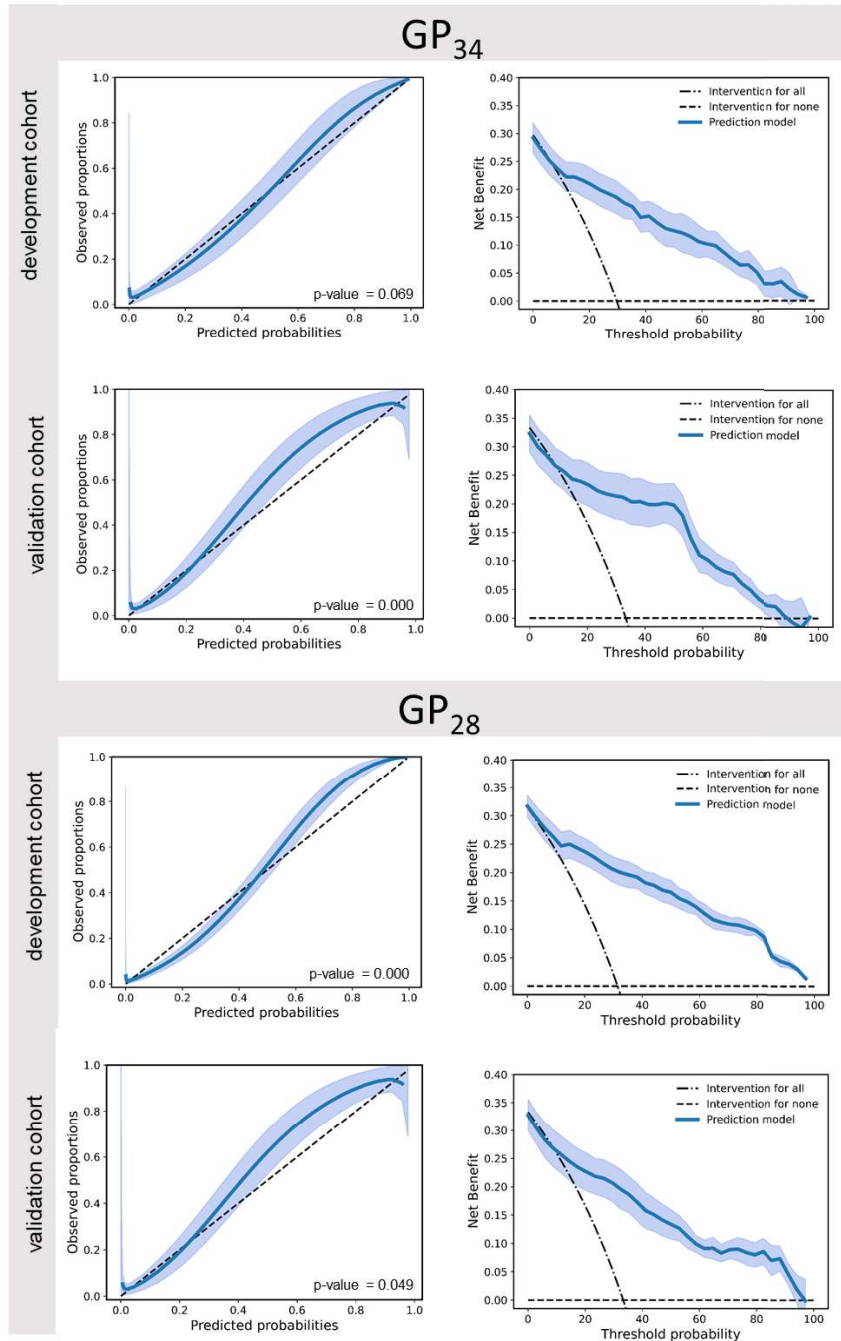 GP34
development cohort
1.0
0.8
0.6
0.4
0.2
0.0
Observed proportions
p-value = 0.069
0.0 0.2 0.4 0.6 0.8 1.0
Predicted probabilities
0.40
0.35
0.30
0.25
0.20
0.15
0.10
0.05
0.00
Net Benefit
Intervention for all
Intervention for none
Prediction model
0 20 40 60 80 100
Threshold probability
validation cohort
1.0
0.8
0.6
0.4
0.2
0.0
Observed proportions
p-value = 0.000
0.0 0.2 0.4 0.6 0.8 1.0
Predicted probabilities
0.40
0.35
0.30
0.25
0.20
0.15
0.10
0.05
0.00
Net Benefit
Intervention for all
Intervention for none
Prediction model
0 20 40 60 80 100
Threshold probability
GP28
development cohort
1.0
0.8
0.6
0.4
0.2
0.0
Observed proportions
p-value = 0.000
0.0 0.2 0.4 0.6 0.8 1.0
Predicted probabilities
0.40
0.35
0.30
0.25
0.20
0.15
0.10
0.05
0.00
Net Benefit
Intervention for all
Intervention for none
Prediction model
0 20 40 60 80 100
Threshold probability
validation cohort
1.0
0.8
0.6
0.4
0.2
0.0
Observed proportions
p-value = 0.049
0.0 0.2 0.4 0.6 0.8 1.0
Predicted probabilities
0.40
0.35
0.30
0.25
0.20
0.15
0.10
0.05
0.00
Net Benefit
Intervention for all
Intervention for none
Prediction model
0 20 40 60 80 100
Threshold probability